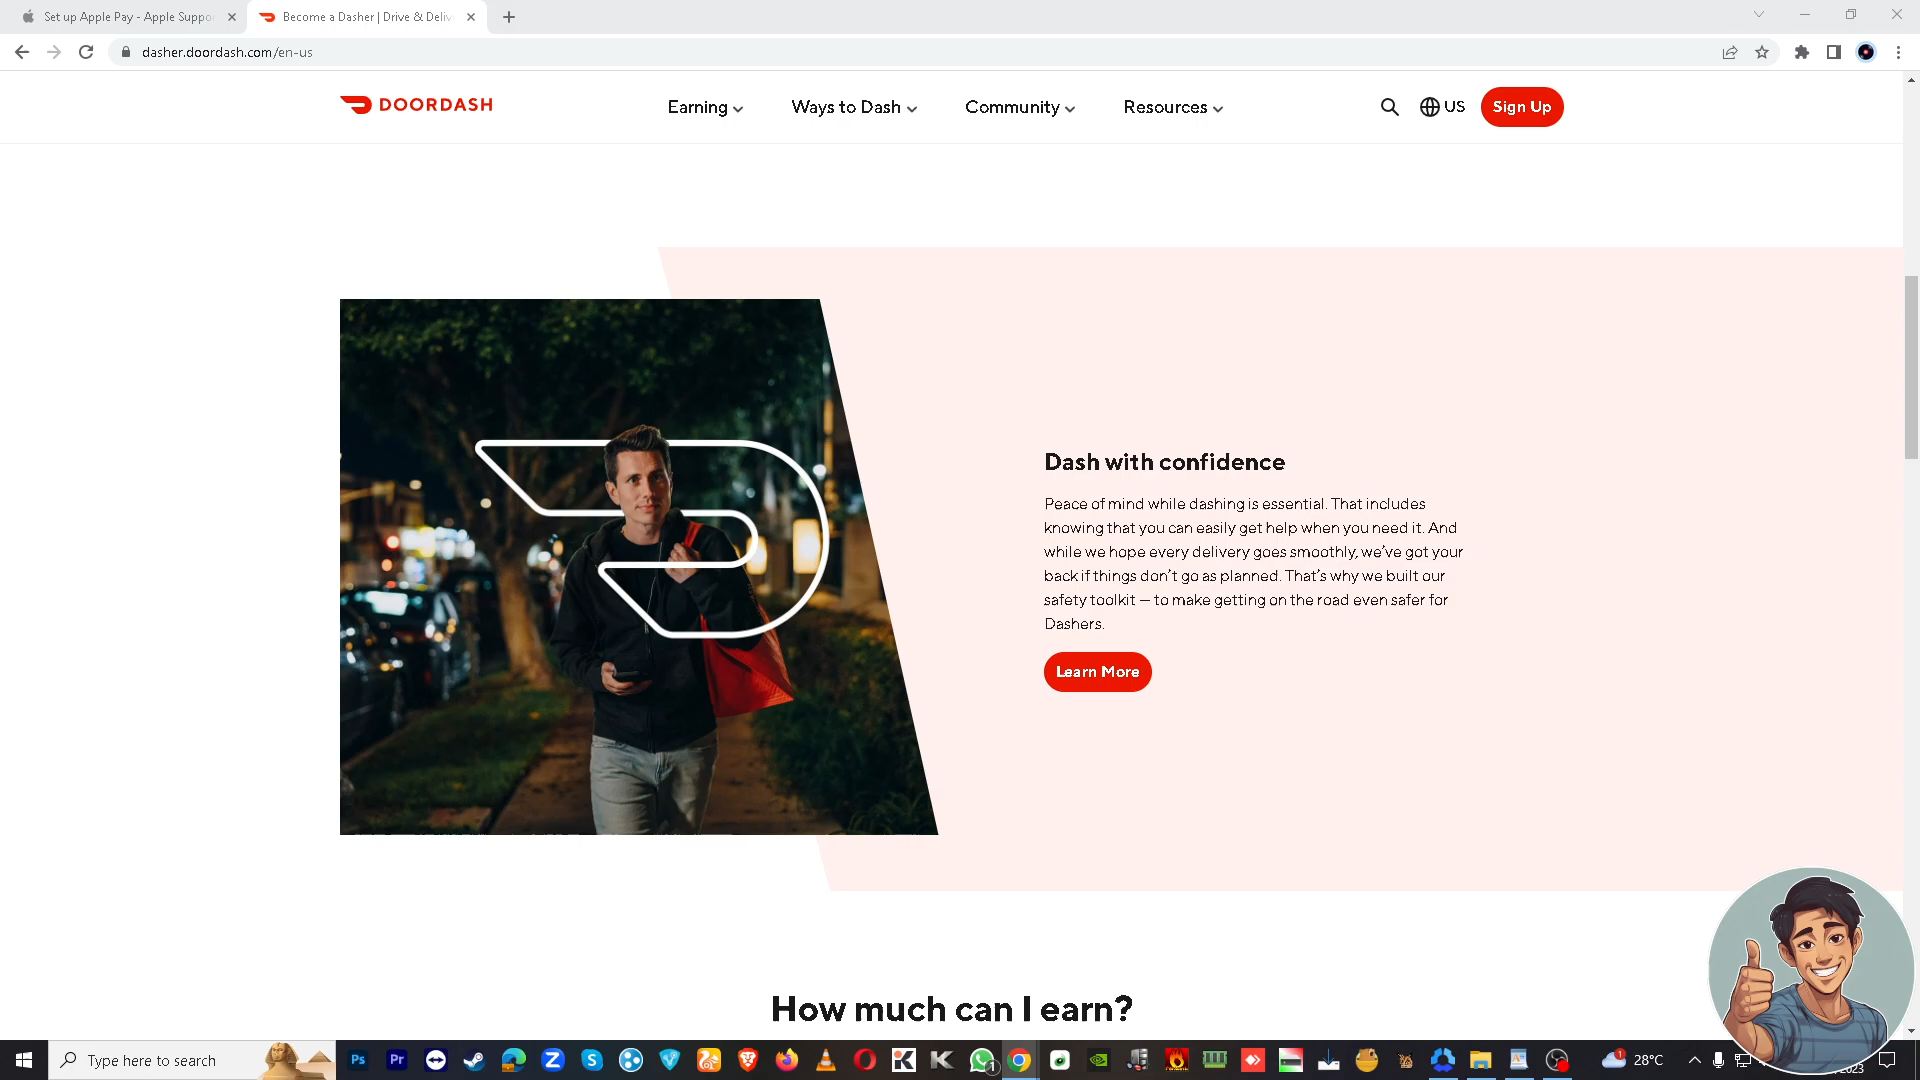 Set up Apple Pay - Apple Suppo
Become a Dasher | Drive & Deliv
dasher.doordash.com/en-us
DOORDASH
Earning
Ways to Dash
Community
Resources
US
Sign Up
Dash with confidence
Peace of mind while dashing is essential. That includes
knowing that you can easily get help when you need it. And
while we hope every delivery goes smoothly, we've got your
back if things don't go as planned. That's why we built our
safety toolkit — to make getting on the road even safer for
Dashers.
Learn More
How much can I earn?
Type here to search
Ps
Pr
1
1
28°C
2023